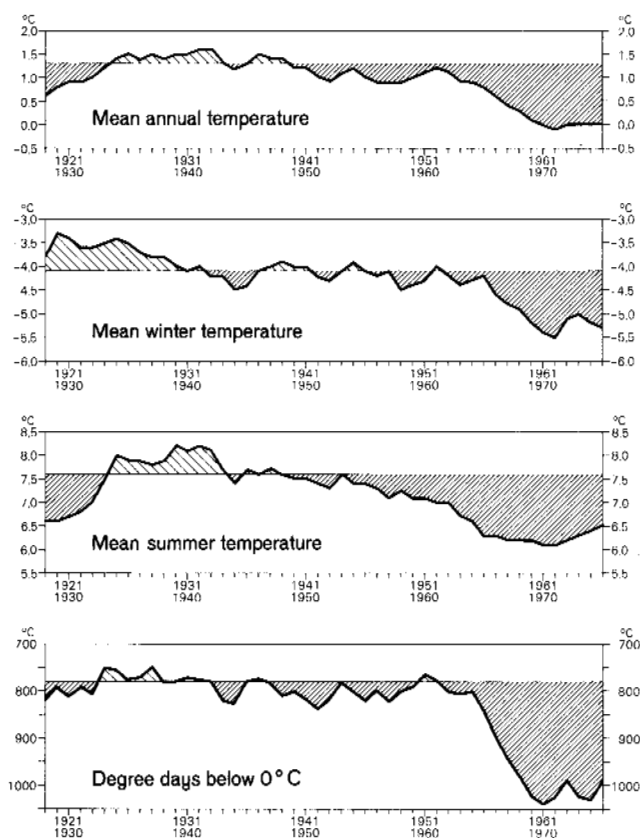 °C °C
2.0 2.0
1.5 1.5
1.0 1.0
0.5 0.5
0.0 0.0
-0.5 -0.5
Mean annual temperature
1921 1931 1941 1951 1961
1930 1940 1950 1960 1970
°C °C
-3.0 -3.0
-3.5 -3.5
-4.0 -4.0
-4.5 -4.5
-5.0 -5.0
-5.5 -5.5
-6.0 -6.0
Mean winter temperature
1921 1931 1941 1951 1961
1930 1940 1950 1960 1970
°C °C
8.5 8.5
8.0 8.0
7.5 7.5
7.0 7.0
6.5 6.5
6.0 6.0
5.5 5.5
Mean summer temperature
1921 1931 1941 1951 1961
1930 1940 1950 1960 1970
°C °C
700 700
800 800
900 900
1000 1000
Degree days below 0°C
1921 1931 1941 1951 1961
1930 1940 1950 1960 1970